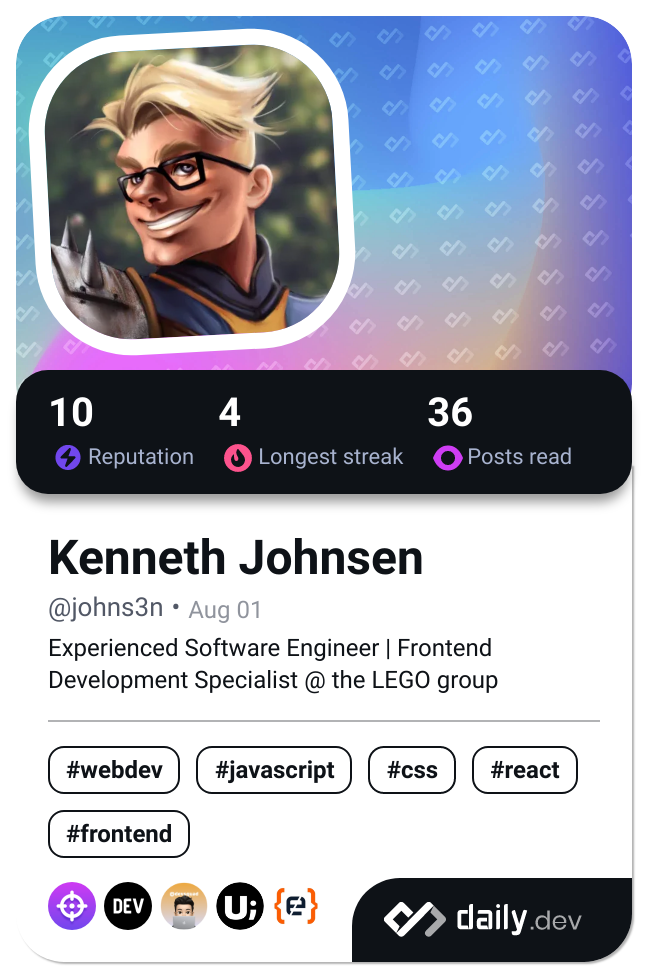 10 4 36
Reputation Longest streak Posts read
Kenneth Johnsen
@johns3n • Aug 01
Experienced Software Engineer | Frontend
Development Specialist @ the LEGO group
#webdev #javascript #css #react
#frontend
DEV U;
daily.dev